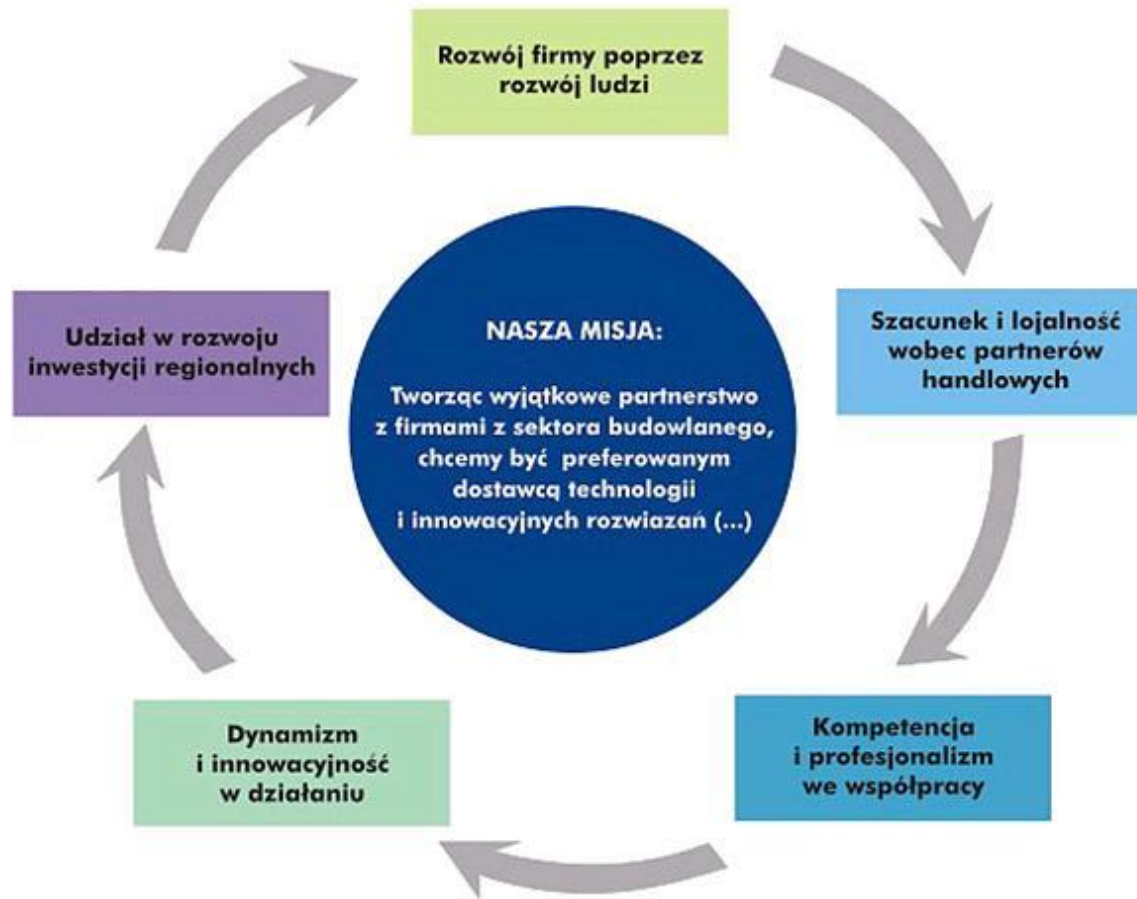 Rozwój firmy poprzez
rozwój ludzi
Szacunek i lojalność
wobec partnerów
handlowych
Kompetencja
i profesjonalizm
we współpracy
Dynamizm
i innowacyjność
w działaniu
Udział w rozwoju
inwestycji regionalnych
NASZA MISJA:
Tworząc wyjątkowe partnerstwo
z firmami z sektora budowlanego,
chcemy być preferowanym
dostawcą technologii
i innowacyjnych rozwiazań (...)